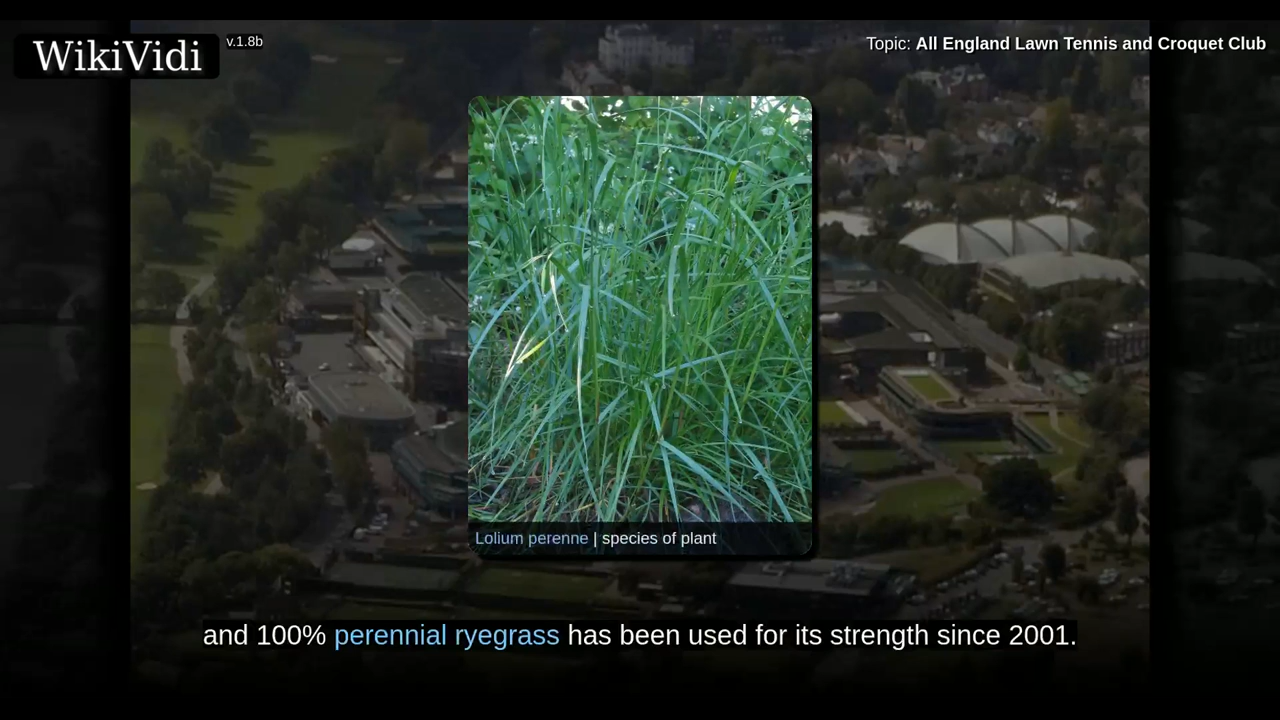 WikiVidi v.1.8b
Topic: All England Lawn Tennis and Croquet Club
Lolium perenne | species of plant
and 100% perennial ryegrass has been used for its strength since 2001.